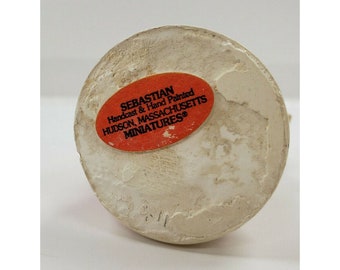 SEBASTIAN
Handcast & Hand Painted
HUDSON, MASSACHUSETTS
MINIATURES®